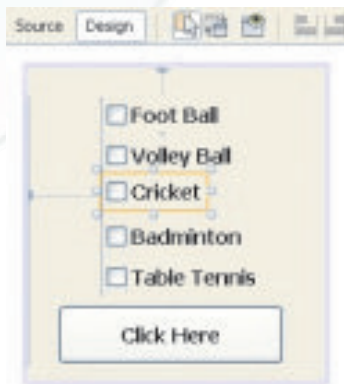 Source Design
Foot Ball
Volley Ball
Cricket
Badminton
Table Tennis
Click Here